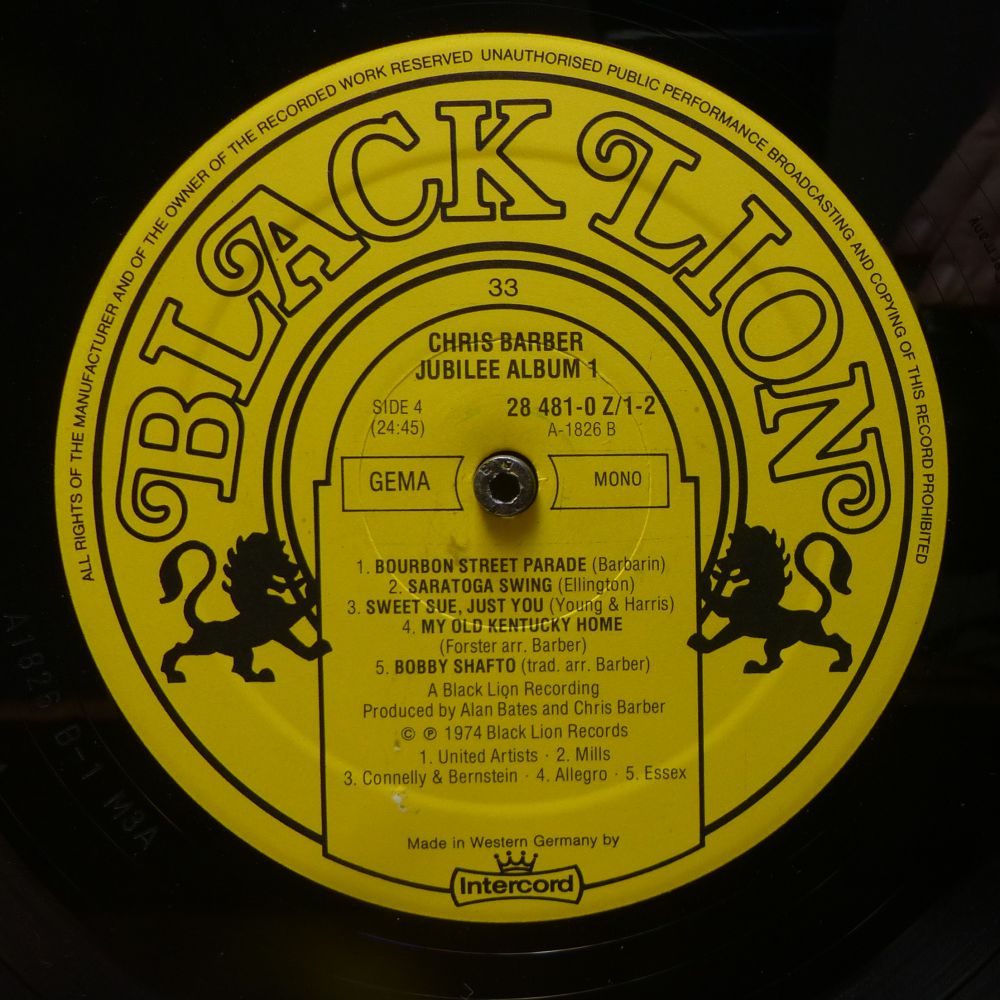 ALL RIGHTS OF THE MANUFACTURER AND OF THE OWNER OF THE RECORDED WORK RESERVED UNAUTHORISED PUBLIC PERFORMANCE BROADCASTING AND COPYING OF THIS RECORD PROHIBITED
BLACK LION
33
CHRIS BARBER
JUBILEE ALBUM 1
SIDE 4 28 481-0 Z/1-2
(24:45) A-1826 B
GEMA MONO
1. BOURBON STREET PARADE (Barbarin)
2. SARATOGA SWING (Ellington)
3. SWEET SUE, JUST YOU (Young & Harris)
4. MY OLD KENTUCKY HOME
(Forster arr. Barber)
5. BOBBY SHAFTO (trad. arr. Barber)
A Black Lion Recording
Produced by Alan Bates and Chris Barber
© ℗ 1974 Black Lion Records
1. United Artists · 2. Mills
3. Connelly & Bernstein · 4. Allegro · 5. Essex
Made in Western Germany by
Intercord
A1826 B-1 M3A